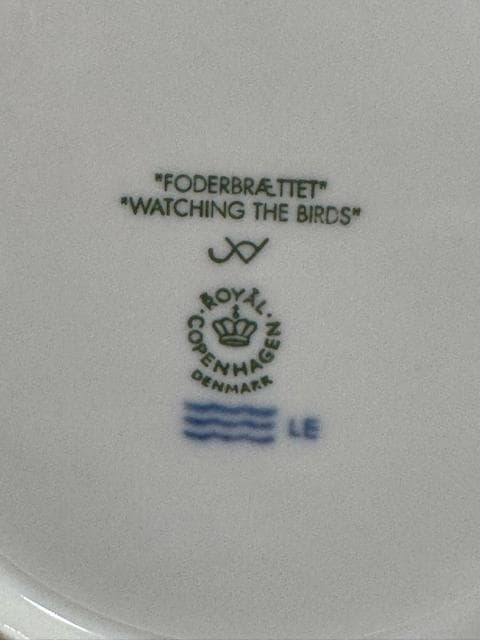 "FODERBRÆTTET"
"WATCHING THE BIRDS"
ROYAL
COPENHAGEN
DENMARK
LE